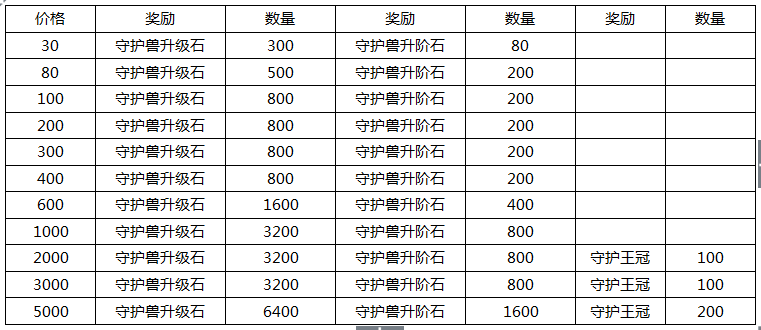 价格 奖励 数量 奖励 数量 奖励 数量
30 守护兽升级石 300 守护兽升阶石 80
80 守护兽升级石 500 守护兽升阶石 200
100 守护兽升级石 800 守护兽升阶石 200
200 守护兽升级石 800 守护兽升阶石 200
300 守护兽升级石 800 守护兽升阶石 200
400 守护兽升级石 800 守护兽升阶石 200
600 守护兽升级石 1600 守护兽升阶石 400
1000 守护兽升级石 3200 守护兽升阶石 800
2000 守护兽升级石 3200 守护兽升阶石 800 守护王冠 100
3000 守护兽升级石 3200 守护兽升阶石 800 守护王冠 100
5000 守护兽升级石 6400 守护兽升阶石 1600 守护王冠 200